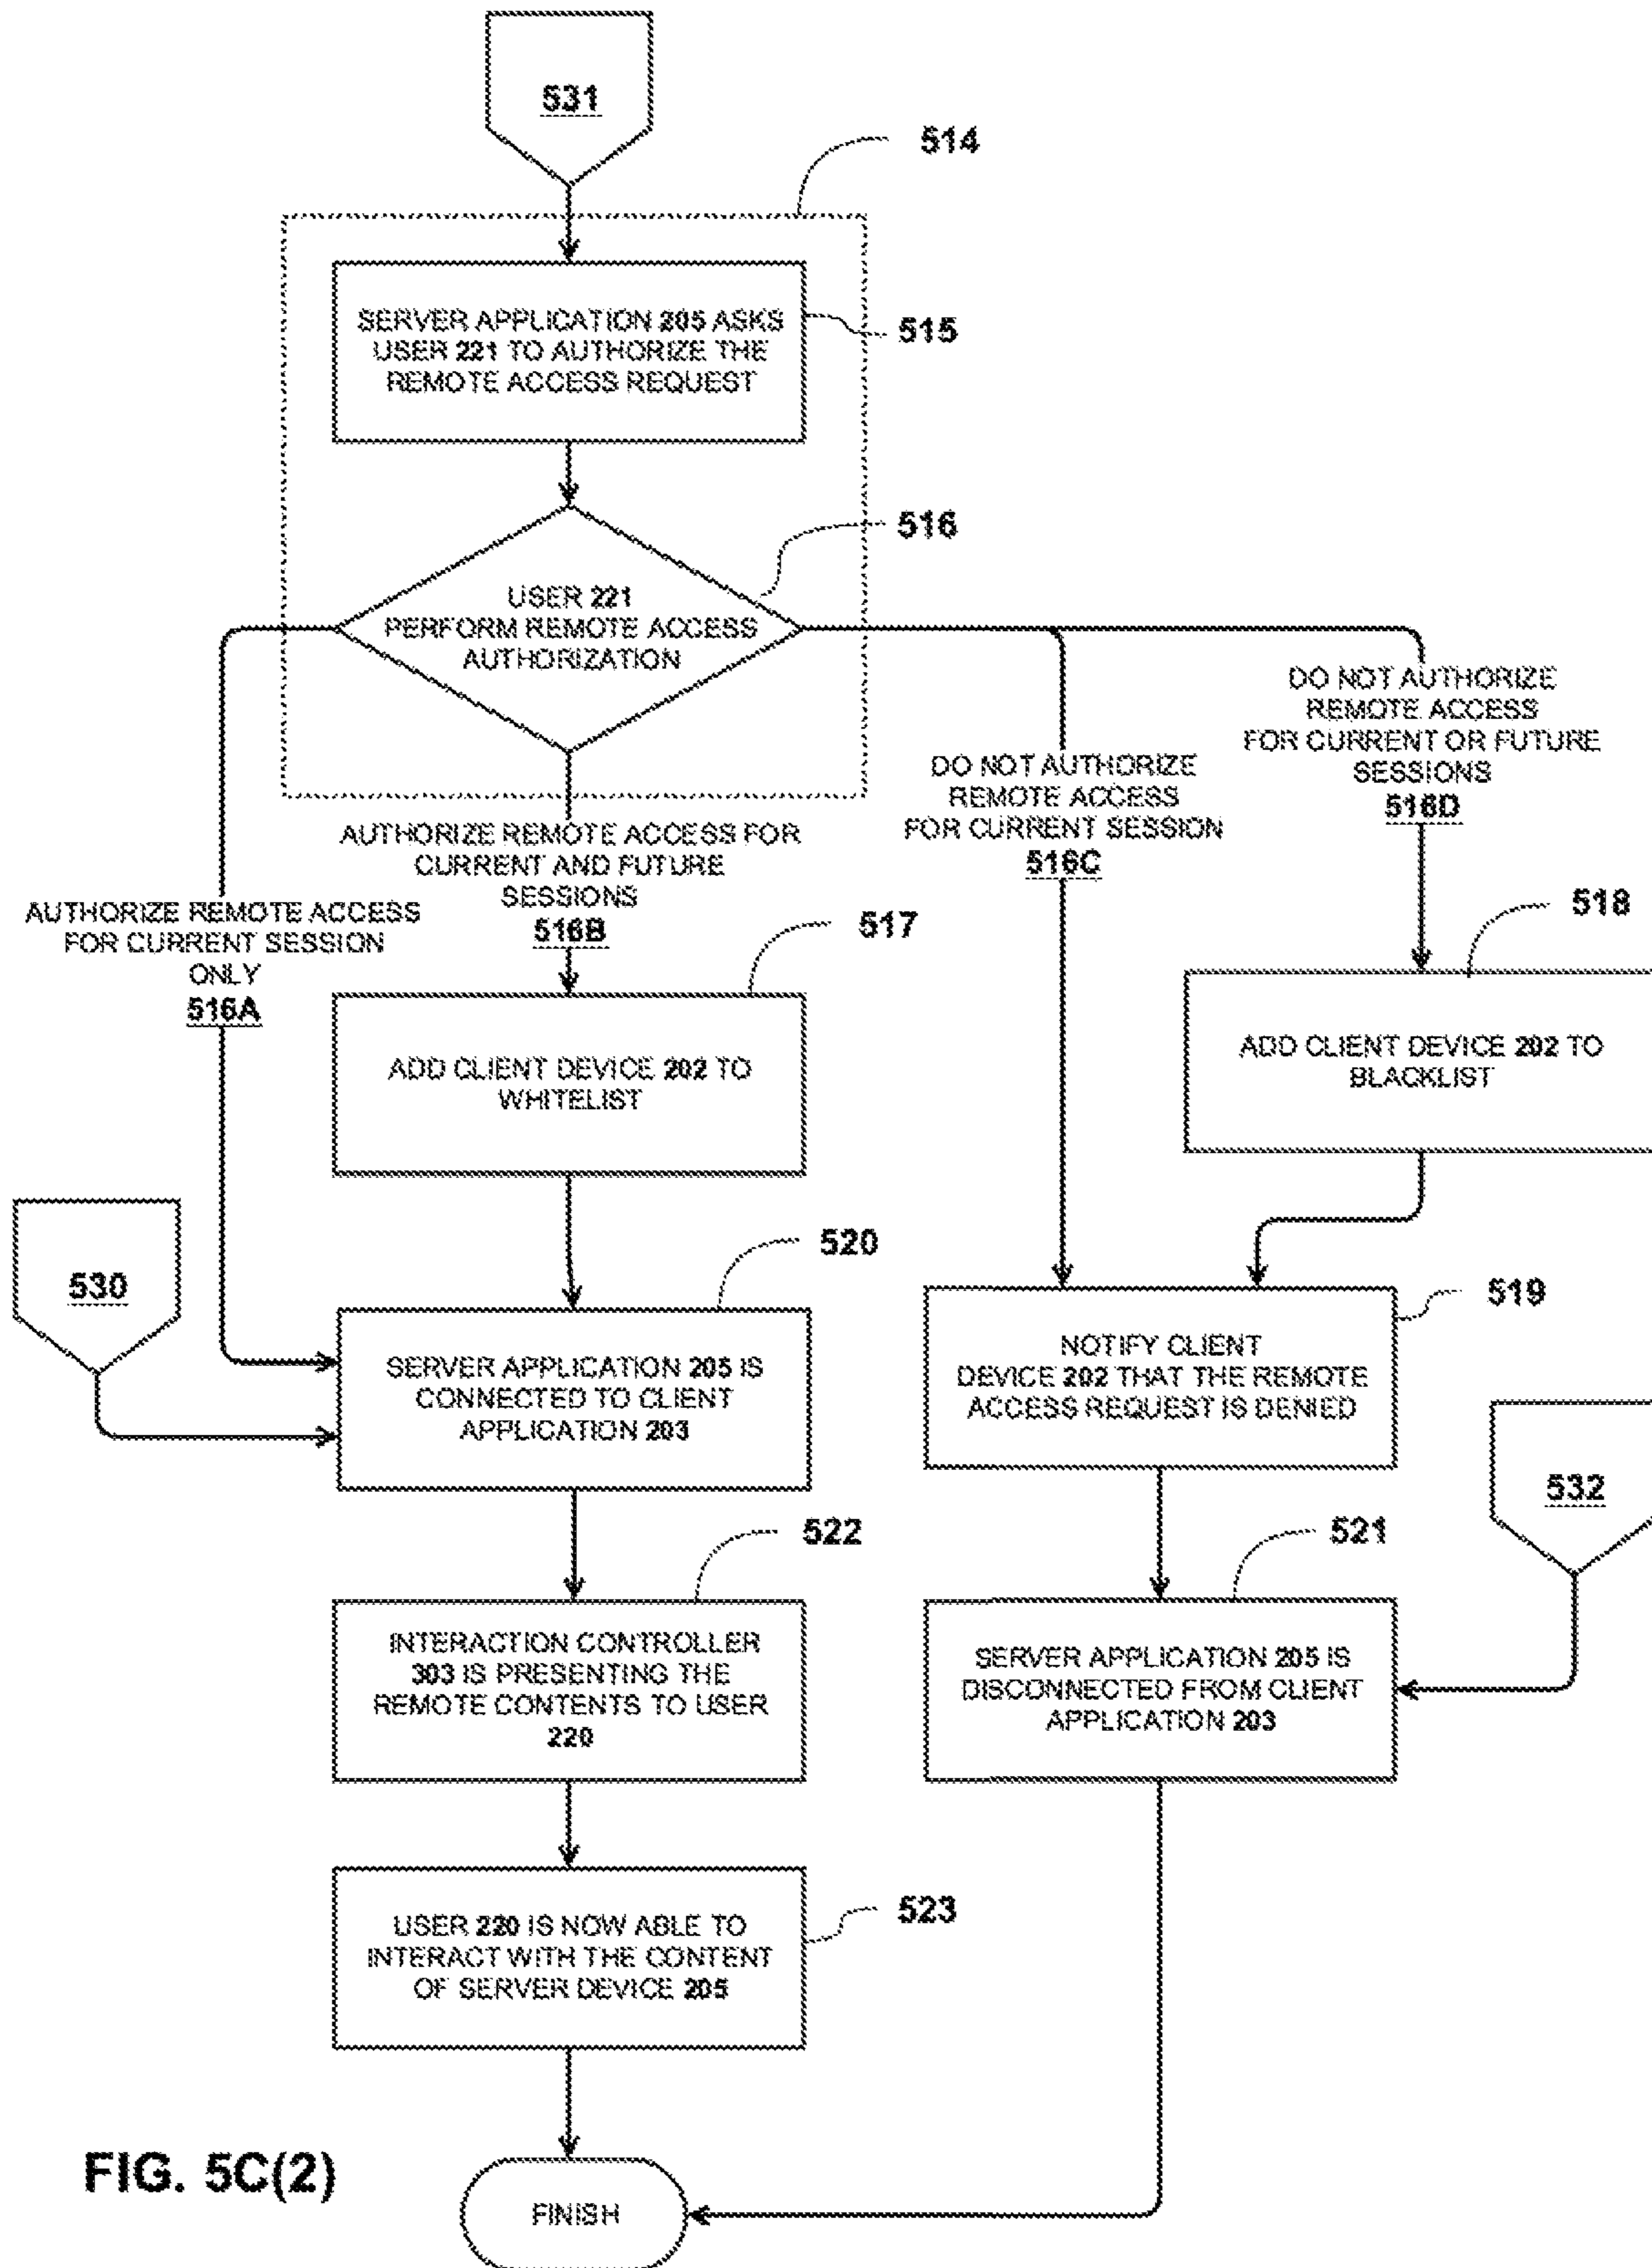 531
514
SERVER APPLICATION 205 ASKS
USER 221 TO AUTHORIZE THE
REMOTE ACCESS REQUEST
515
516
USER 221
PERFORM REMOTE ACCESS
AUTHORIZATION
DO NOT AUTHORIZE
REMOTE ACCESS
FOR CURRENT OR FUTURE
SESSIONS
516D
DO NOT AUTHORIZE
REMOTE ACCESS
FOR CURRENT SESSION
516C
AUTHORIZE REMOTE ACCESS FOR
CURRENT AND FUTURE
SESSIONS
516B
AUTHORIZE REMOTE ACCESS
FOR CURRENT SESSION
ONLY
516A
517
518
ADD CLIENT DEVICE 202 TO
WHITELIST
ADD CLIENT DEVICE 202 TO
BLACKLIST
530
520
519
SERVER APPLICATION 205 IS
CONNECTED TO CLIENT
APPLICATION 203
NOTIFY CLIENT
DEVICE 202 THAT THE REMOTE
ACCESS REQUEST IS DENIED
532
522
521
INTERACTION CONTROLLER
303 IS PRESENTING THE
REMOTE CONTENTS TO USER
220
SERVER APPLICATION 205 IS
DISCONNECTED FROM CLIENT
APPLICATION 203
523
USER 220 IS NOW ABLE TO
INTERACT WITH THE CONTENT
OF SERVER DEVICE 205
FIG. 5C(2)
FINISH